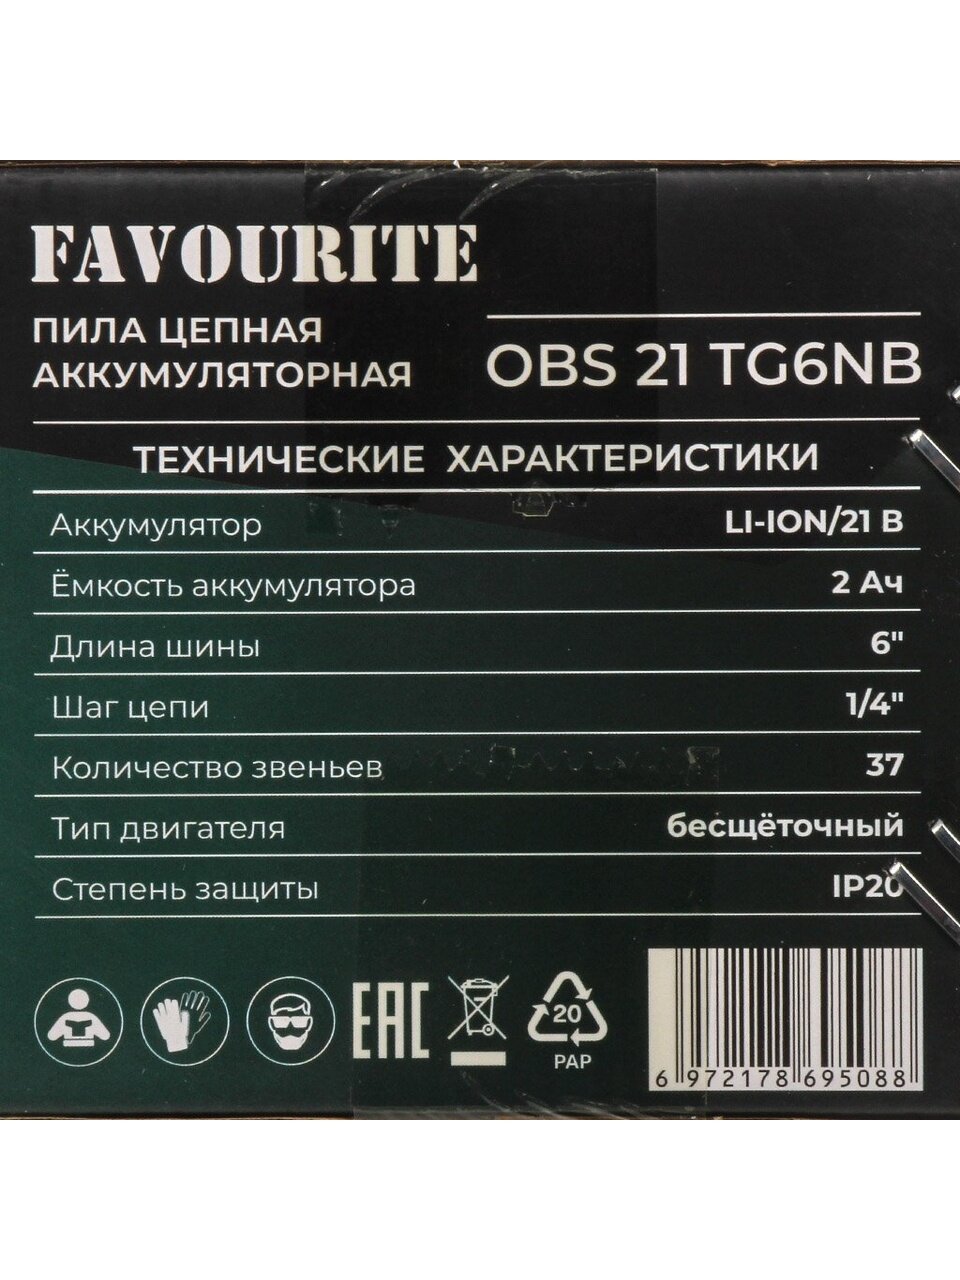 FAVOURITE
ПИЛА ЦЕПНАЯ
АККУМУЛЯТОРНАЯ
OBS 21 TG6NB
ТЕХНИЧЕСКИЕ ХАРАКТЕРИСТИКИ
Аккумулятор LI-ION/21 В
Ёмкость аккумулятора 2 Ач
Длина шины 6"
Шаг цепи 1/4"
Количество звеньев 37
Тип двигателя бесщёточный
Степень защиты IP20
EAC
20
PAP
6 972178 695088